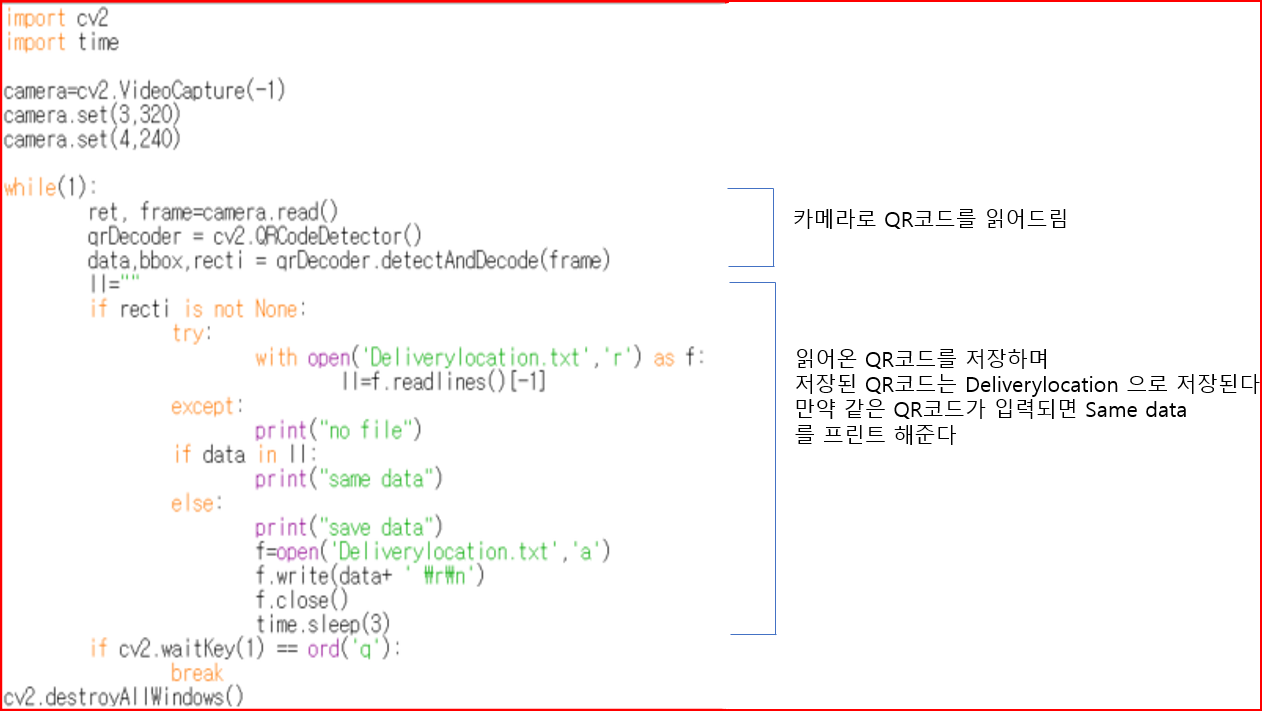 import cv2
import time
camera=cv2.VideoCapture(-1)
camera.set(3,320)
camera.set(4,240)
while(1):
ret, frame=camera.read()
qrDecoder = cv2.QRCodeDetector()
data,bbox,recti = qrDecoder.detectAndDecode(frame)
ll=""
if recti is not None:
try:
with open('Deliverylocation.txt','r') as f:
ll=f.readlines()[-1]
except:
print("no file")
if data in ll:
print("same data")
else:
print("save data")
f=open('Deliverylocation.txt','a')
f.write(data+ ' ₩r₩n')
f.close()
time.sleep(3)
if cv2.waitKey(1) == ord('q'):
break
cv2.destroyAllWindows()
카메라로 QR코드를 읽어드림
읽어온 QR코드를 저장하며
저장된 QR코드는 Deliverylocation 으로 저장된다
만약 같은 QR코드가 입력되면 Same data
를 프린트 해준다